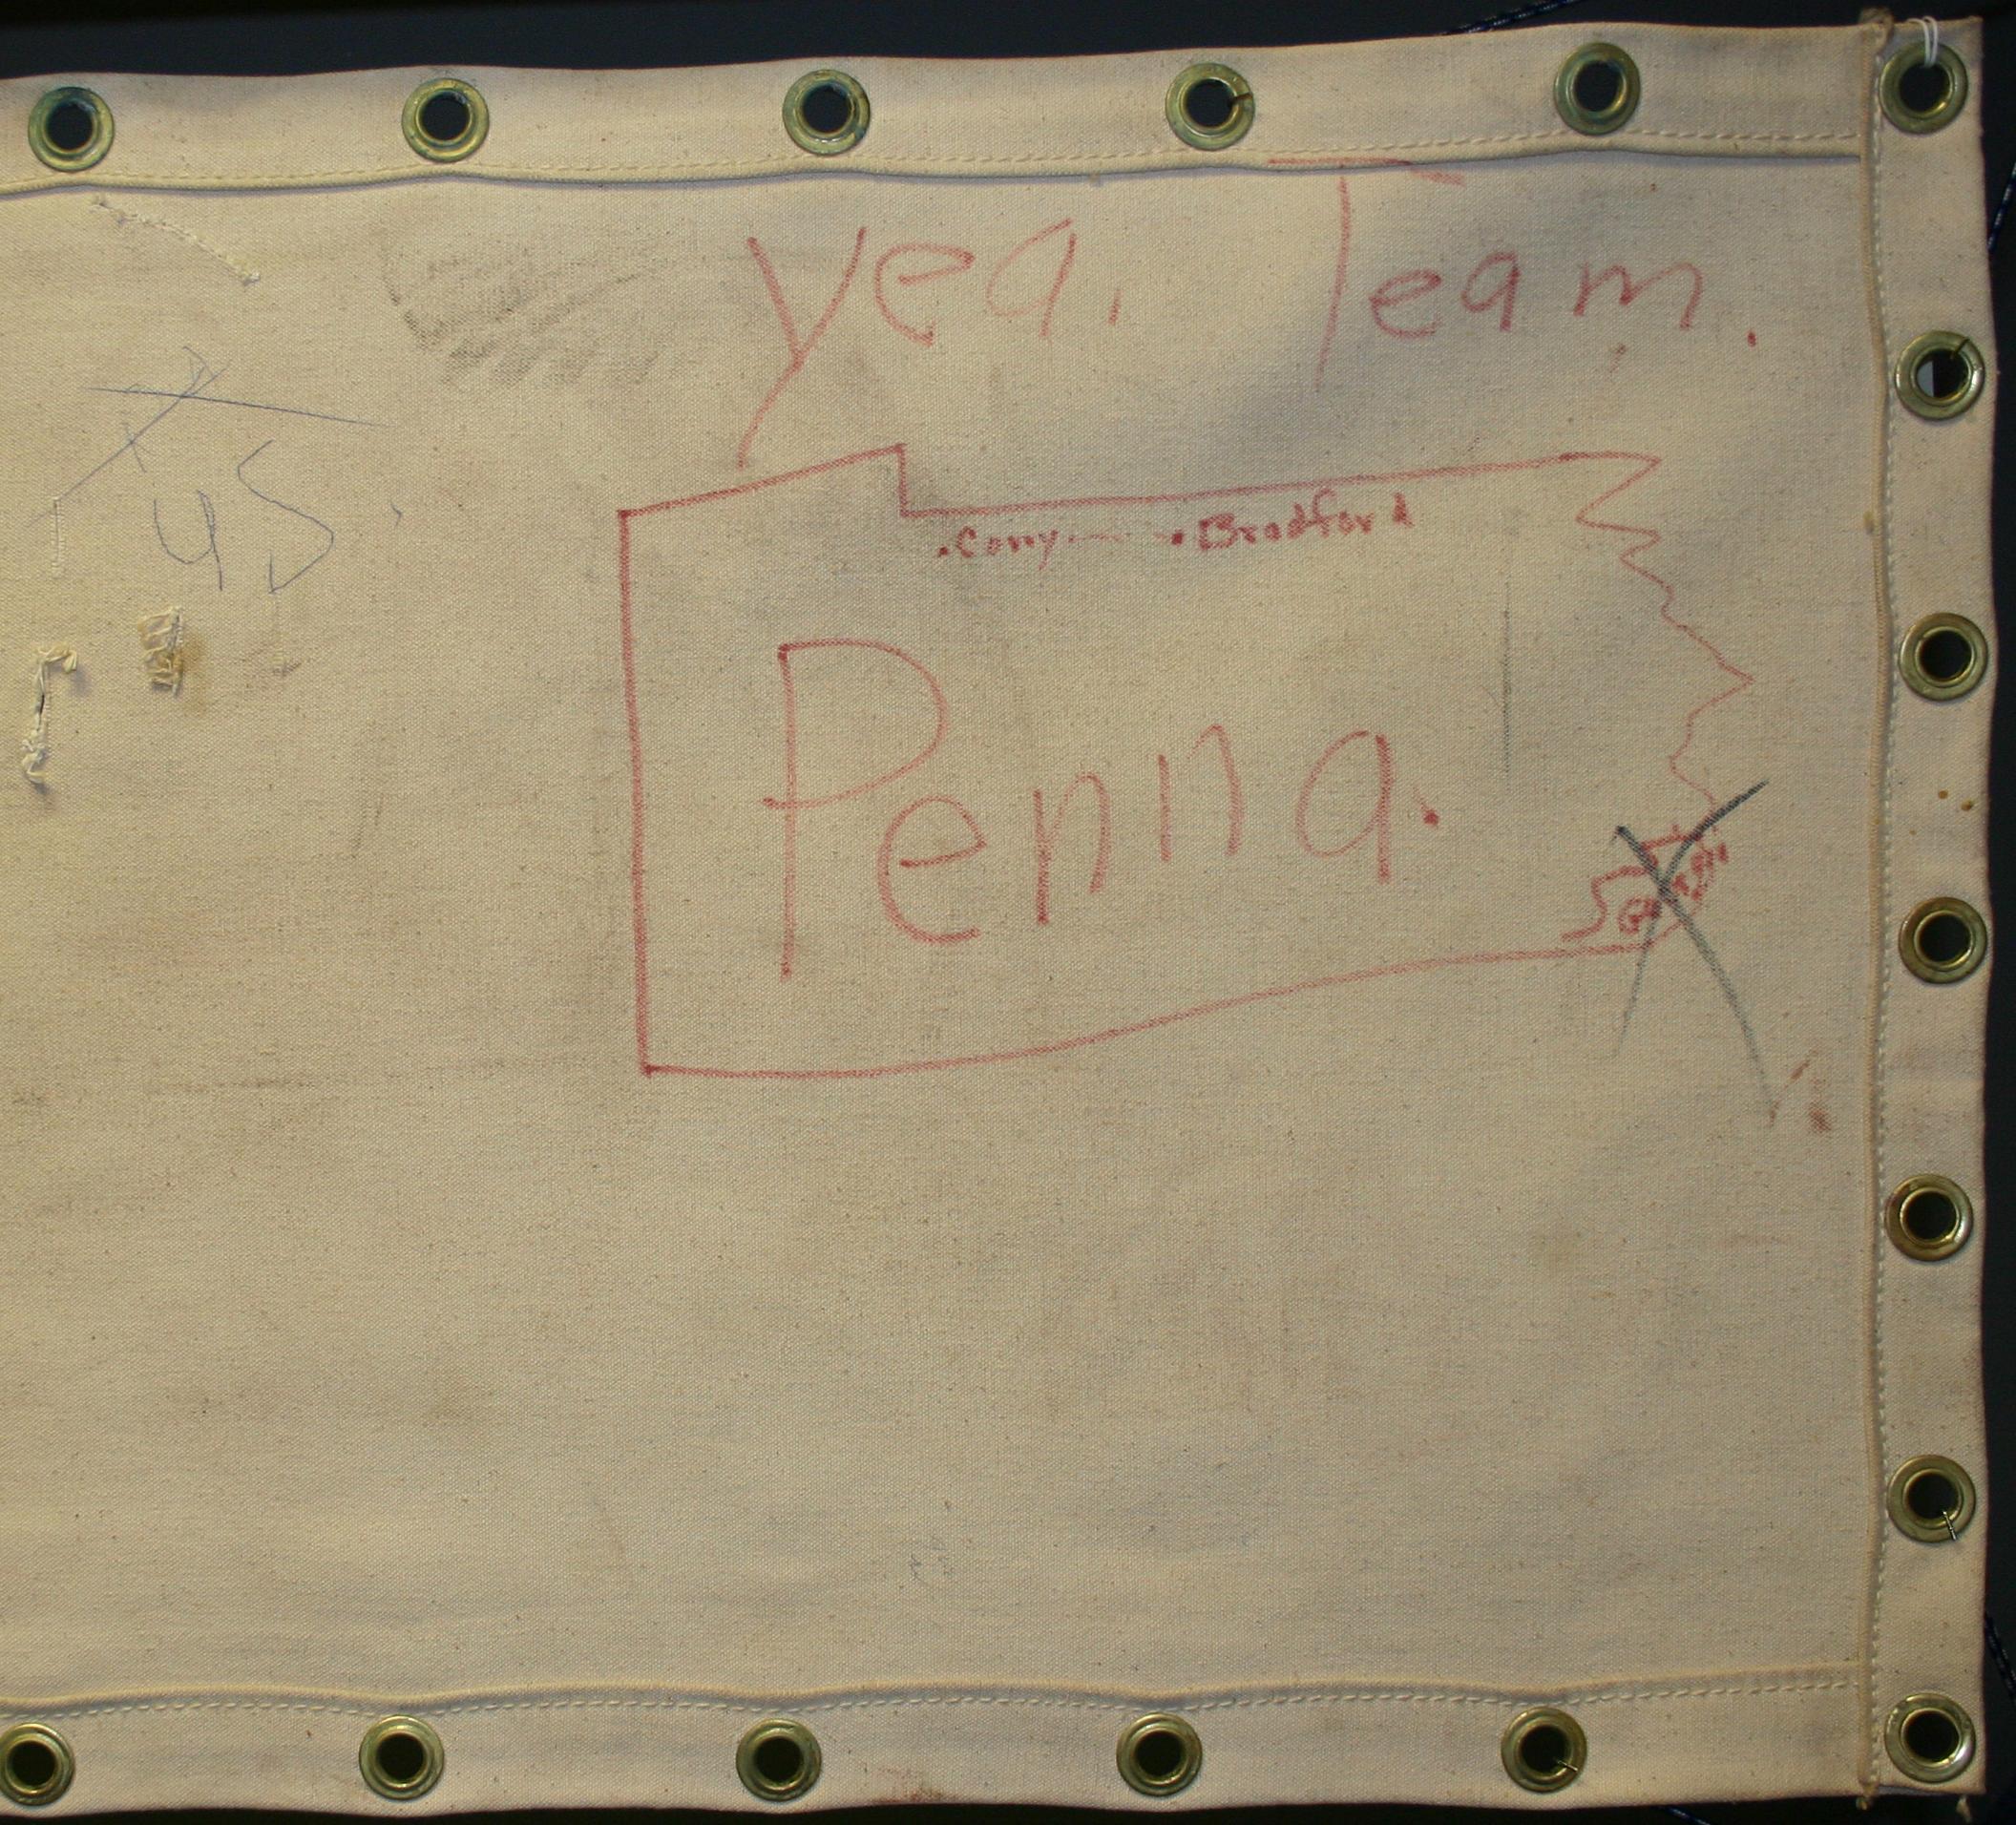 yea. Team.
.Corry. .Bradford
Penna.